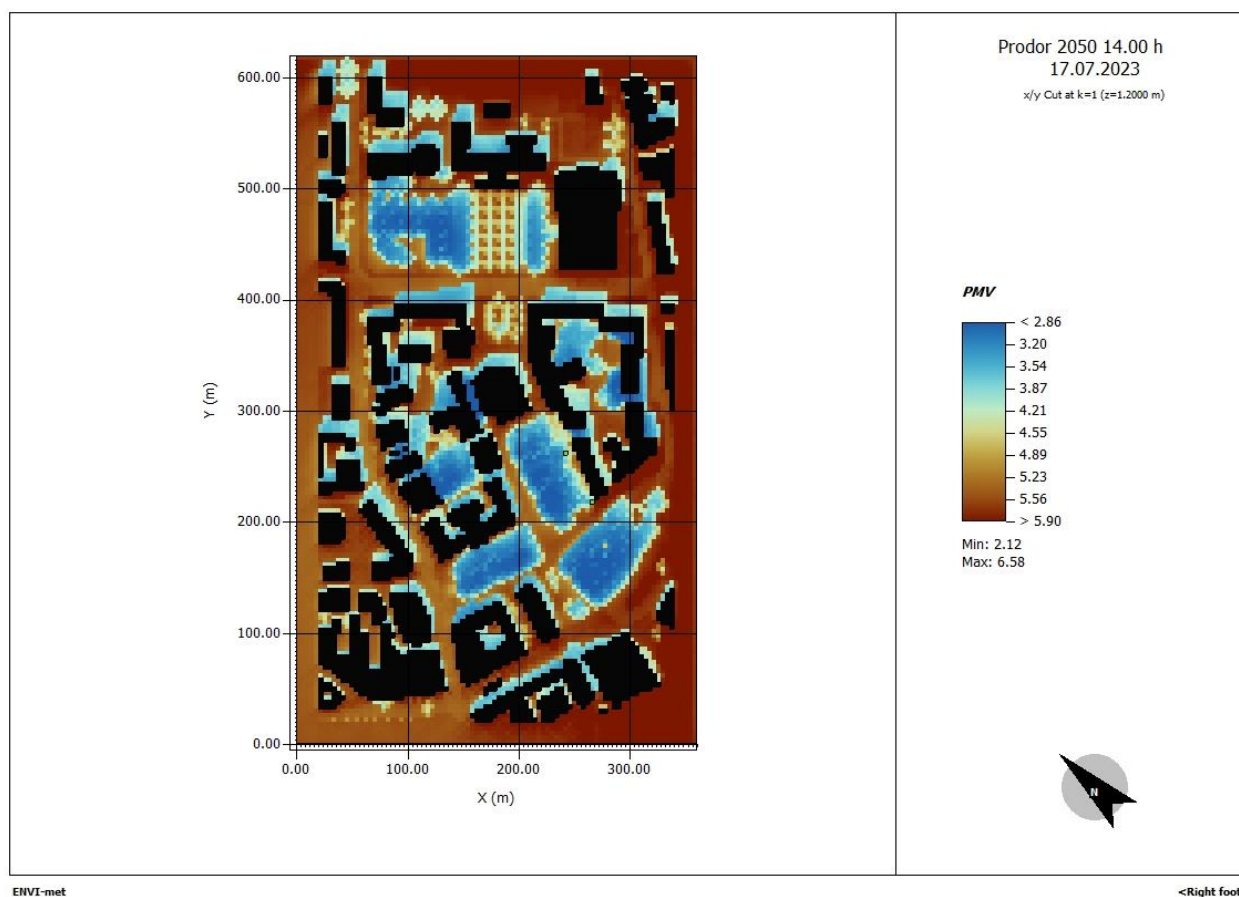 Prodor 2050 14.00 h
17.07.2023
x/y Cut at k=1 (z=1.2000 m)
600.00
500.00
400.00
300.00
200.00
100.00
0.00
Y (m)
0.00 100.00 200.00 300.00
X (m)
PMV
< 2.86
3.20
3.54
3.87
4.21
4.55
4.89
5.23
5.56
> 5.90
Min: 2.12
Max: 6.58
N
ENVI-met
<Right foot